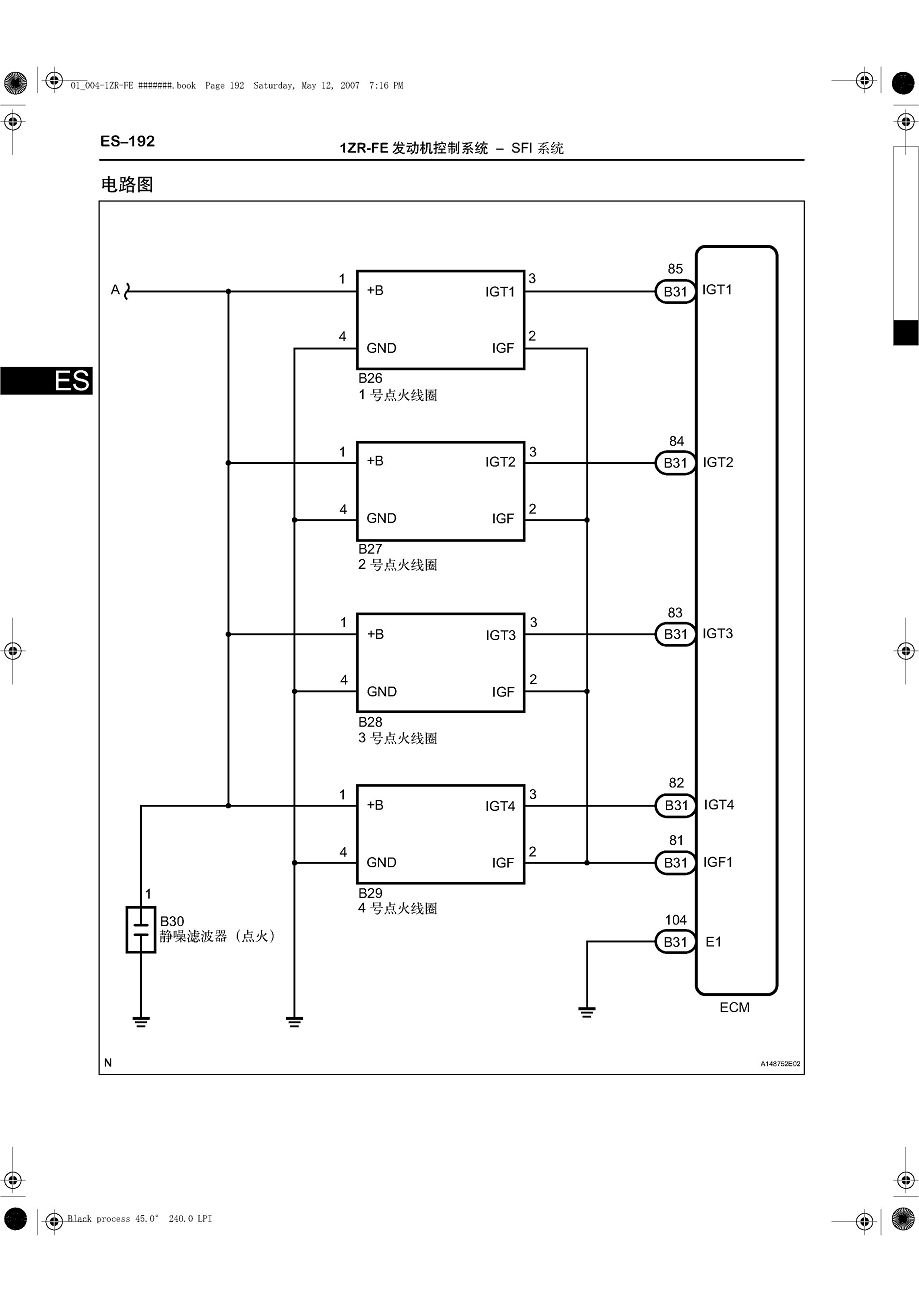 01_004-1ZR-FE #######.book Page 192 Saturday, May 12, 2007 7:16 PM
ES–192
1ZR-FE 发动机控制系统 – SFI 系统
电路图
ES
A
1
+B
IGT1
3
85
B31
IGT1
4
GND
IGF
2
B26
1 号点火线圈
1
+B
IGT2
3
84
B31
IGT2
4
GND
IGF
2
B27
2 号点火线圈
1
+B
IGT3
3
83
B31
IGT3
4
GND
IGF
2
B28
3 号点火线圈
1
+B
IGT4
3
82
B31
IGT4
4
GND
IGF
2
81
B31
IGF1
B29
4 号点火线圈
1
B30
静噪滤波器（点火）
104
B31
E1
ECM
N
A148752E02
Black process 45.0° 240.0 LPI